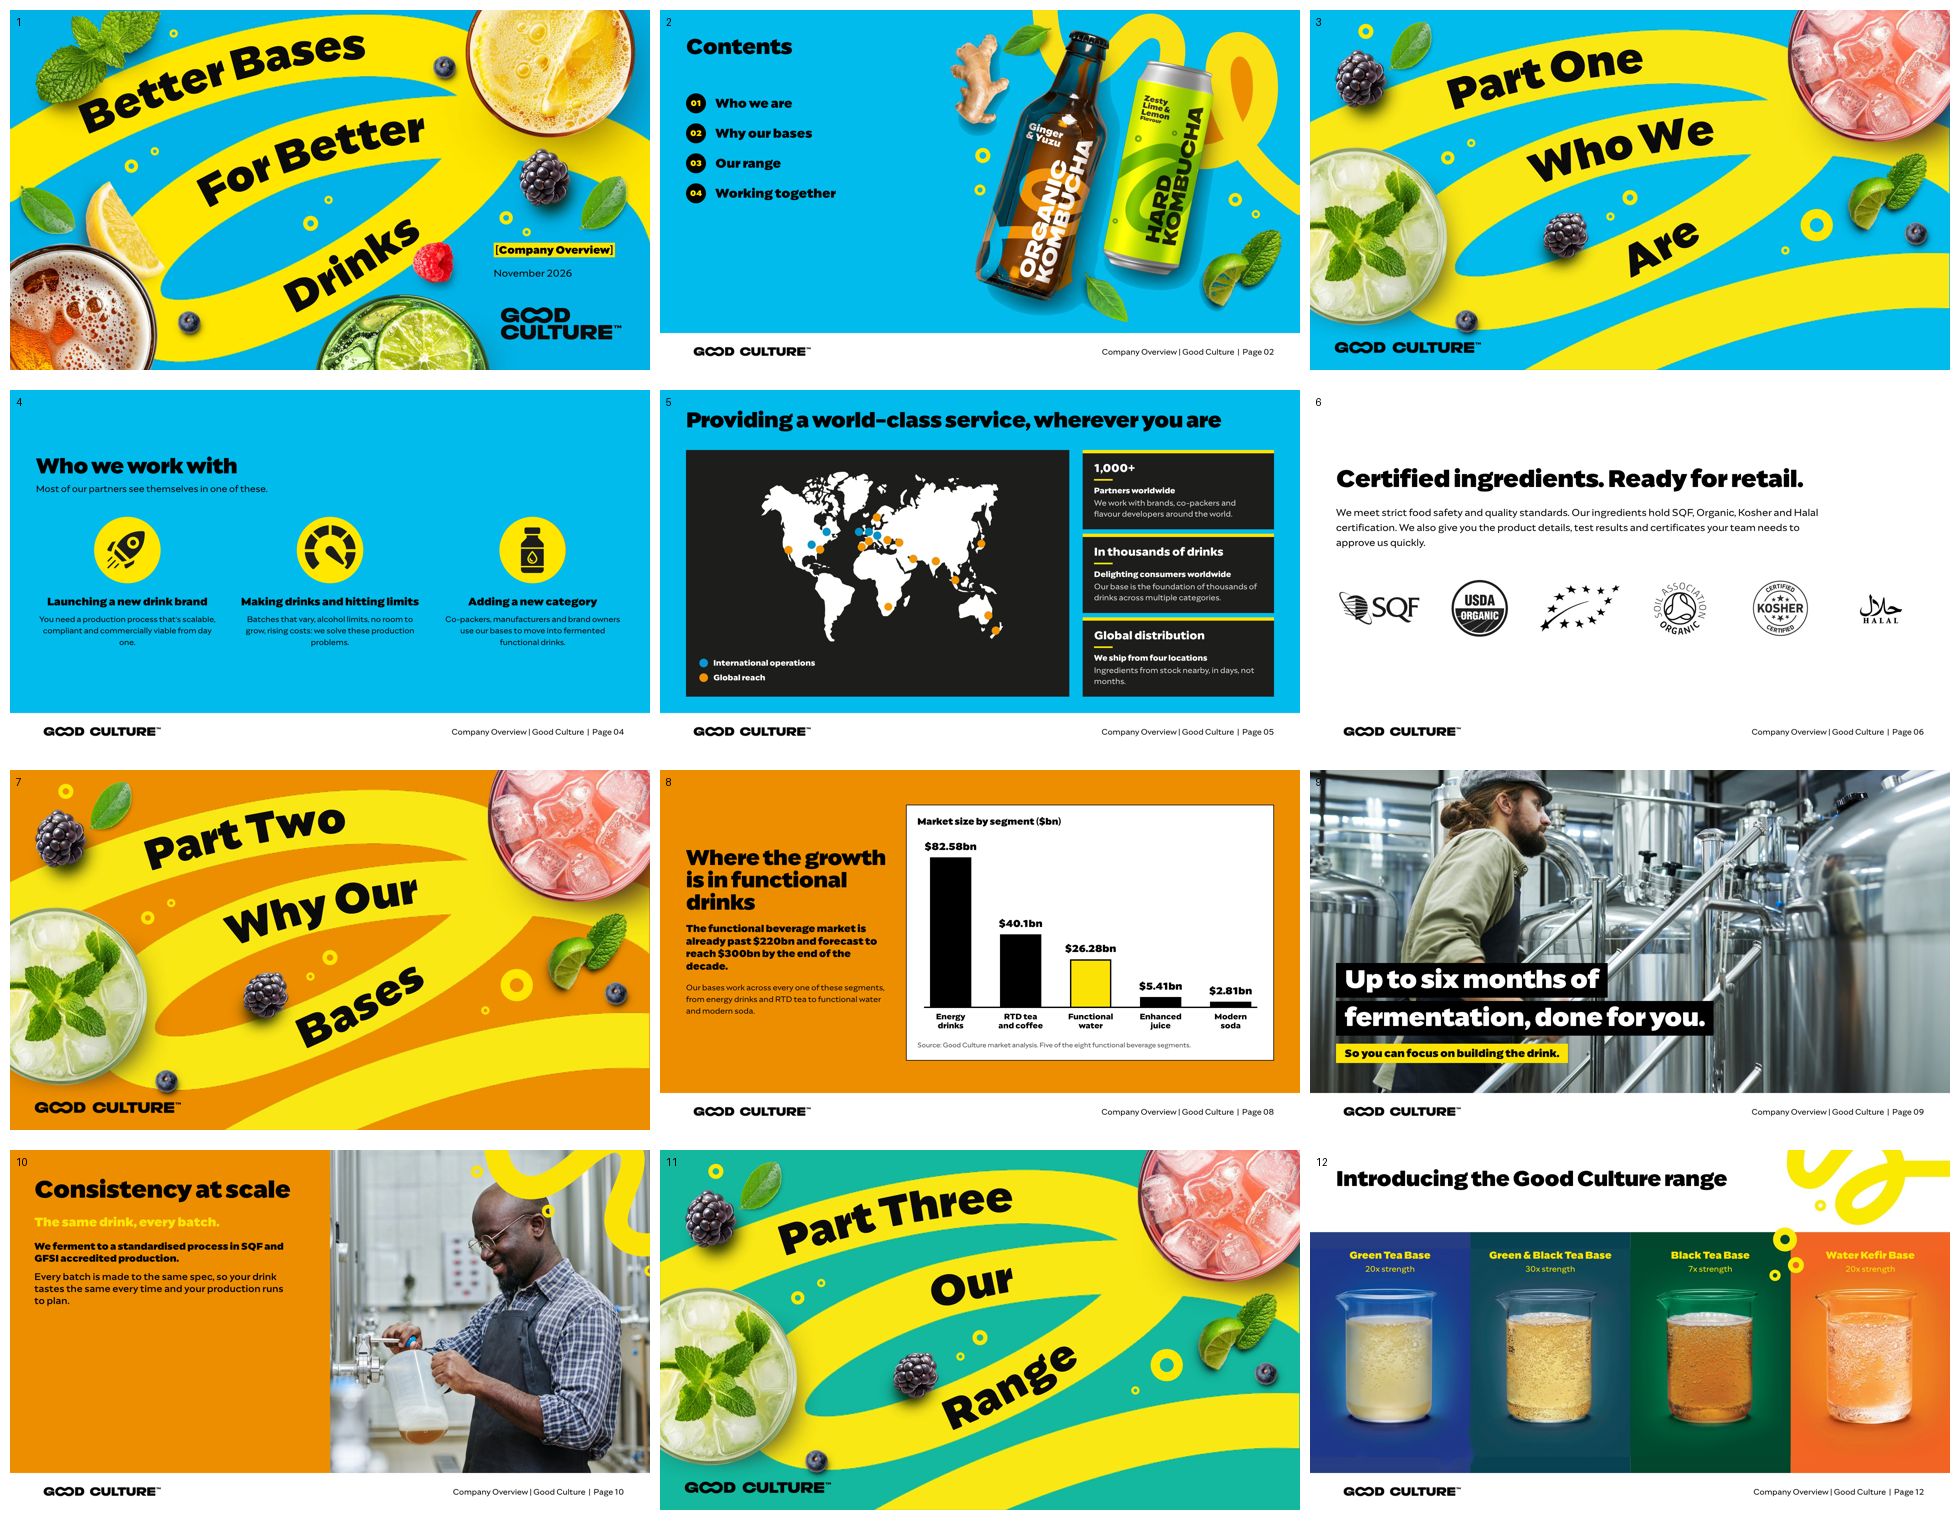 1
Better Bases
For Better
Drinks
[Company Overview]
November 2026
GOOD
CULTURE™
2
Contents
01 Who we are
02 Why our bases
03 Our range
04 Working together
Ginger
& Yuzu
ORGANIC
KOMBUCHA
Zesty
Lime &
Lemon
Flavour
HARD
KOMBUCHA
GOOD CULTURE™
Company Overview | Good Culture | Page 02
3
Part One
Who We
Are
GOOD CULTURE™
4
Who we work with
Most of our partners see themselves in one of these.
Launching a new drink brand
You need a production process that's scalable,
compliant and commercially viable from day
one.
Making drinks and hitting limits
Batches that vary, alcohol limits, no room to
grow, rising costs: we solve these production
problems.
Adding a new category
Co-packers, manufacturers and brand owners
use our bases to move into fermented
functional drinks.
GOOD CULTURE™
Company Overview | Good Culture | Page 04
5
Providing a world-class service, wherever you are
International operations
Global reach
1,000+
Partners worldwide
We work with brands, co-packers and
flavour developers around the world.
In thousands of drinks
Delighting consumers worldwide
Our base is the foundation of thousands of
drinks across multiple categories.
Global distribution
We ship from four locations
Ingredients from stock nearby, in days, not
months.
GOOD CULTURE™
Company Overview | Good Culture | Page 05
6
Certified ingredients. Ready for retail.
We meet strict food safety and quality standards. Our ingredients hold SQF, Organic, Kosher and Halal
certification. We also give you the product details, test results and certificates your team needs to
approve us quickly.
SQF
USDA
ORGANIC
SOIL ASSOCIATION
ORGANIC
CERTIFIED
KOSHER
CERTIFIED
حلال
HALAL
GOOD CULTURE™
Company Overview | Good Culture | Page 06
7
Part Two
Why Our
Bases
GOOD CULTURE™
8
Where the growth
is in functional
drinks
The functional beverage market is
already past $220bn and forecast to
reach $300bn by the end of the
decade.
Our bases work across every one of these segments,
from energy drinks and RTD tea to functional water
and modern soda.
Market size by segment ($bn)
$82.58bn
$40.1bn
$26.28bn
$5.41bn
$2.81bn
Energy
drinks
RTD tea
and coffee
Functional
water
Enhanced
juice
Modern
soda
Source: Good Culture market analysis. Five of the eight functional beverage segments.
GOOD CULTURE™
Company Overview | Good Culture | Page 08
9
Up to six months of
fermentation, done for you.
So you can focus on building the drink.
GOOD CULTURE™
Company Overview | Good Culture | Page 09
10
Consistency at scale
The same drink, every batch.
We ferment to a standardised process in SQF and
GFSI accredited production.
Every batch is made to the same spec, so your drink
tastes the same every time and your production runs
to plan.
GOOD CULTURE™
Company Overview | Good Culture | Page 10
11
Part Three
Our
Range
GOOD CULTURE™
12
Introducing the Good Culture range
Green Tea Base
20x strength
Green & Black Tea Base
30x strength
Black Tea Base
7x strength
Water Kefir Base
20x strength
GOOD CULTURE™
Company Overview | Good Culture | Page 12